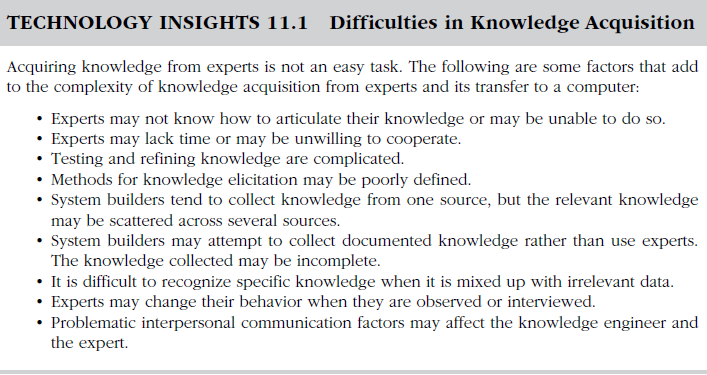 TECHNOLOGY INSIGHTS 11.1 Difficulties in Knowledge Acquisition
Acquiring knowledge from experts is not an easy task. The following are some factors that add
to the complexity of knowledge acquisition from experts and its transfer to a computer:
• Experts may not know how to articulate their knowledge or may be unable to do so.
• Experts may lack time or may be unwilling to cooperate.
• Testing and refining knowledge are complicated.
• Methods for knowledge elicitation may be poorly defined.
• System builders tend to collect knowledge from one source, but the relevant knowledge
may be scattered across several sources.
• System builders may attempt to collect documented knowledge rather than use experts.
The knowledge collected may be incomplete.
• It is difficult to recognize specific knowledge when it is mixed up with irrelevant data.
• Experts may change their behavior when they are observed or interviewed.
• Problematic interpersonal communication factors may affect the knowledge engineer and
the expert.